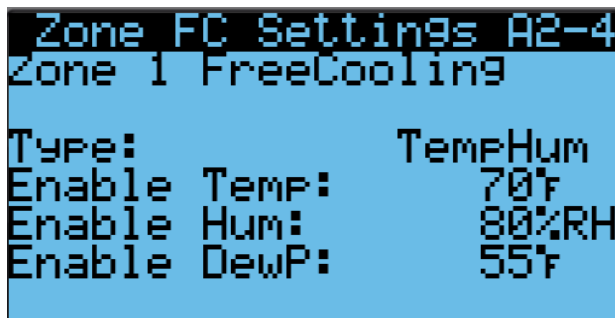 Zone FC Settings A2-4
Zone 1 FreeCooling
Type: TempHum
Enable Temp: 70°F
Enable Hum: 80%RH
Enable DewP: 55°F